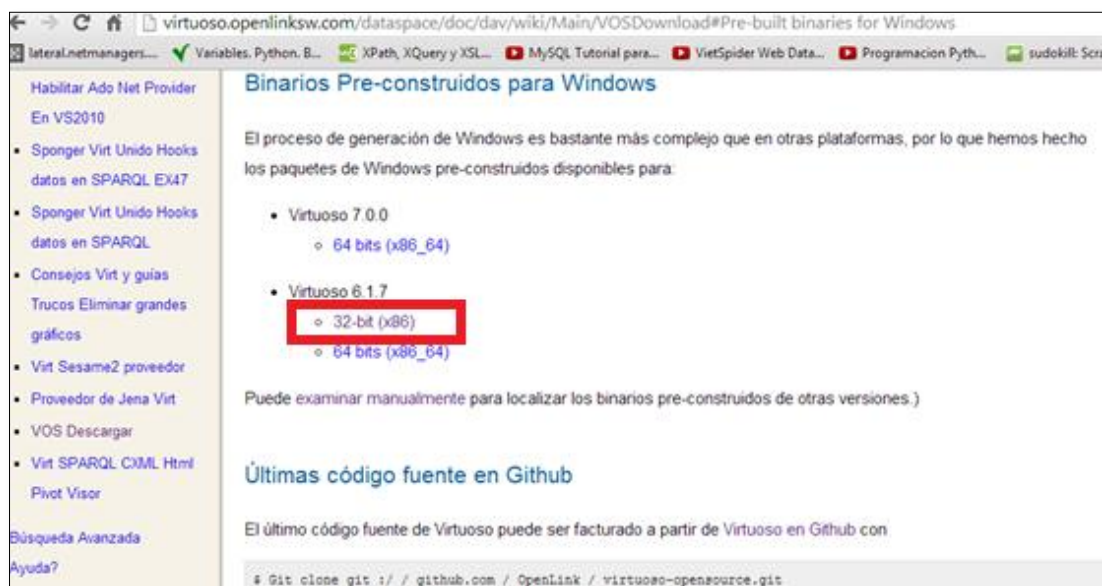 virtuoso.openlinksw.com/dataspace/doc/dav/wiki/Main/VOSDownload#Pre-built binaries for Windows
lateral.netmanagers.... Variables. Python. B... XPath, XQuery y XSL... MySQL Tutorial para... VietSpider Web Data... Programacion Pyth... sudokill: Scra
Habilitar Ado Net Provider
En VS2010
Sponger Virt Unido Hooks
datos en SPARQL EX47
Sponger Virt Unido Hooks
datos en SPARQL
Consejos Virt y guías
Trucos Eliminar grandes
gráficos
Virt Sesame2 proveedor
Proveedor de Jena Virt
VOS Descargar
Virt SPARQL CXML Html
Pivot Visor
Búsqueda Avanzada
Ayuda?
Binarios Pre-construidos para Windows
El proceso de generación de Windows es bastante más complejo que en otras plataformas, por lo que hemos hecho
los paquetes de Windows pre-construidos disponibles para:
Virtuoso 7.0.0
64 bits (x86_64)
Virtuoso 6.1.7
32-bit (x86)
64 bits (x86_64)
Puede examinar manualmente para localizar los binarios pre-construidos de otras versiones.)
Últimas código fuente en Github
El último código fuente de Virtuoso puede ser facturado a partir de Virtuoso en Github con
# Git clone git :/ / github.com / OpenLink / virtuoso-opensource.git